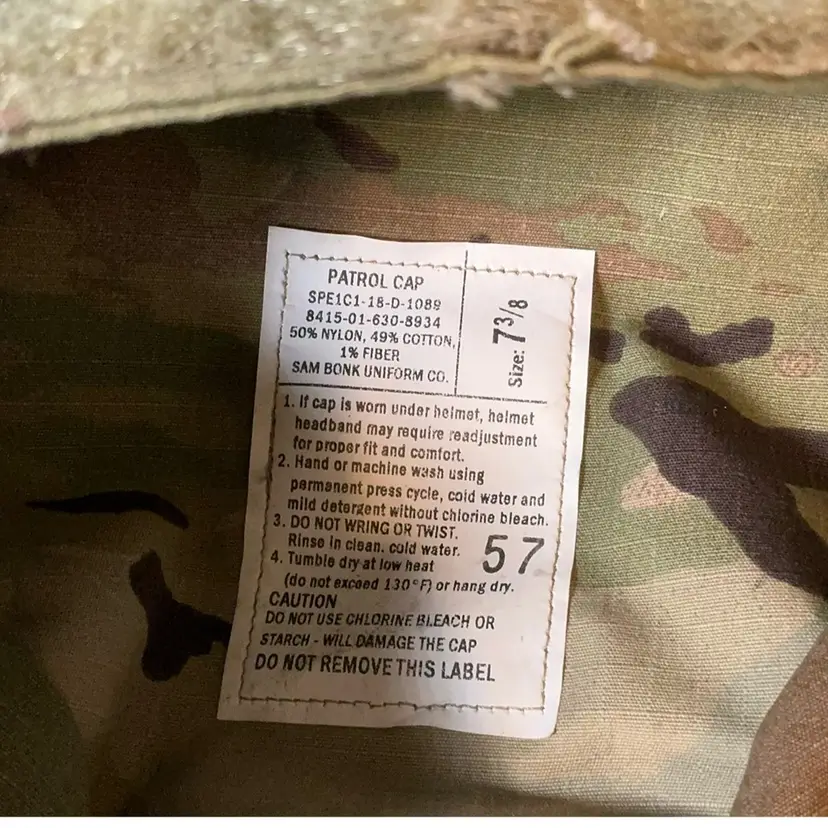 PATROL CAP
SPE1C1-18-D-1089
8415-01-630-8934
50% NYLON, 49% COTTON,
1% FIBER
SAM BONK UNIFORM CO.
Size: 7 3/8
1. If cap is worn under helmet, helmet
headband may require readjustment
for proper fit and comfort.
2. Hand or machine wash using
permanent press cycle, cold water and
mild detergent without chlorine bleach.
3. DO NOT WRING OR TWIST.
Rinse in clean. cold water.
4. Tumble dry at low heat
(do not exceed 130°F) or hang dry.
57
CAUTION
DO NOT USE CHLORINE BLEACH OR
STARCH - WILL DAMAGE THE CAP
DO NOT REMOVE THIS LABEL